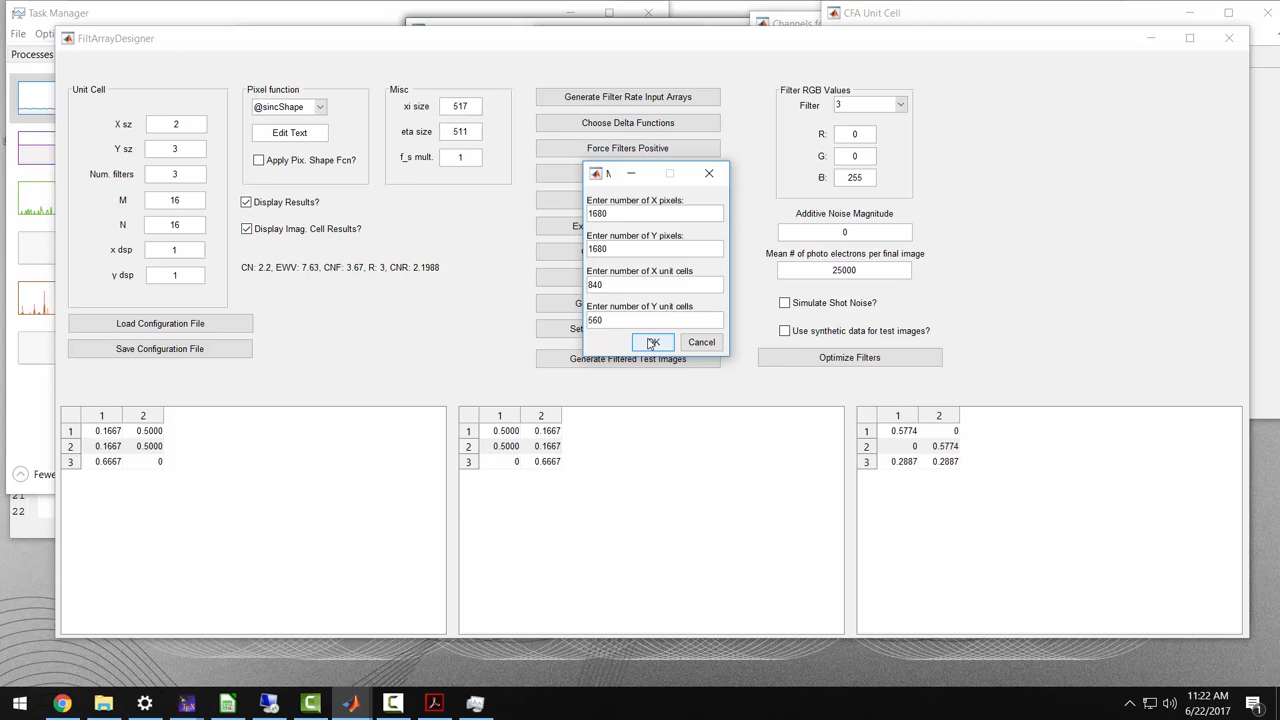 Task Manager
File Opti
Processes
Fewe
21
22
Channels for
CFA Unit Cell
FiltArrayDesigner
Unit Cell
X sz 2
Y sz 3
Num. filters 3
M 16
N 16
x dsp 1
y dsp 1
Load Configuration File
Save Configuration File
Pixel function
@sincShape
Edit Text
Apply Pix. Shape Fcn?
Display Results?
Display Imag. Cell Results?
CN: 2.2, EWV: 7.63, CNF: 3.67, R: 3, CNR: 2.1988
Misc
xi size 517
eta size 511
f_s mult. 1
Generate Filter Rate Input Arrays
Choose Delta Functions
Force Filters Positive
Ex
G
Set
Generate Filtered Test Images
M
Enter number of X pixels:
1680
Enter number of Y pixels:
1680
Enter number of X unit cells
840
Enter number of Y unit cells
560
OK Cancel
Filter RGB Values
Filter 3
R: 0
G: 0
B: 255
Additive Noise Magnitude
0
Mean # of photo electrons per final image
25000
Simulate Shot Noise?
Use synthetic data for test images?
Optimize Filters
1 2
1 0.1667 0.5000
2 0.1667 0.5000
3 0.6667 0
1 2
1 0.5000 0.1667
2 0.5000 0.1667
3 0 0.6667
1 2
1 0.5774 0
2 0 0.5774
3 0.2887 0.2887
11:22 AM
6/22/2017
1